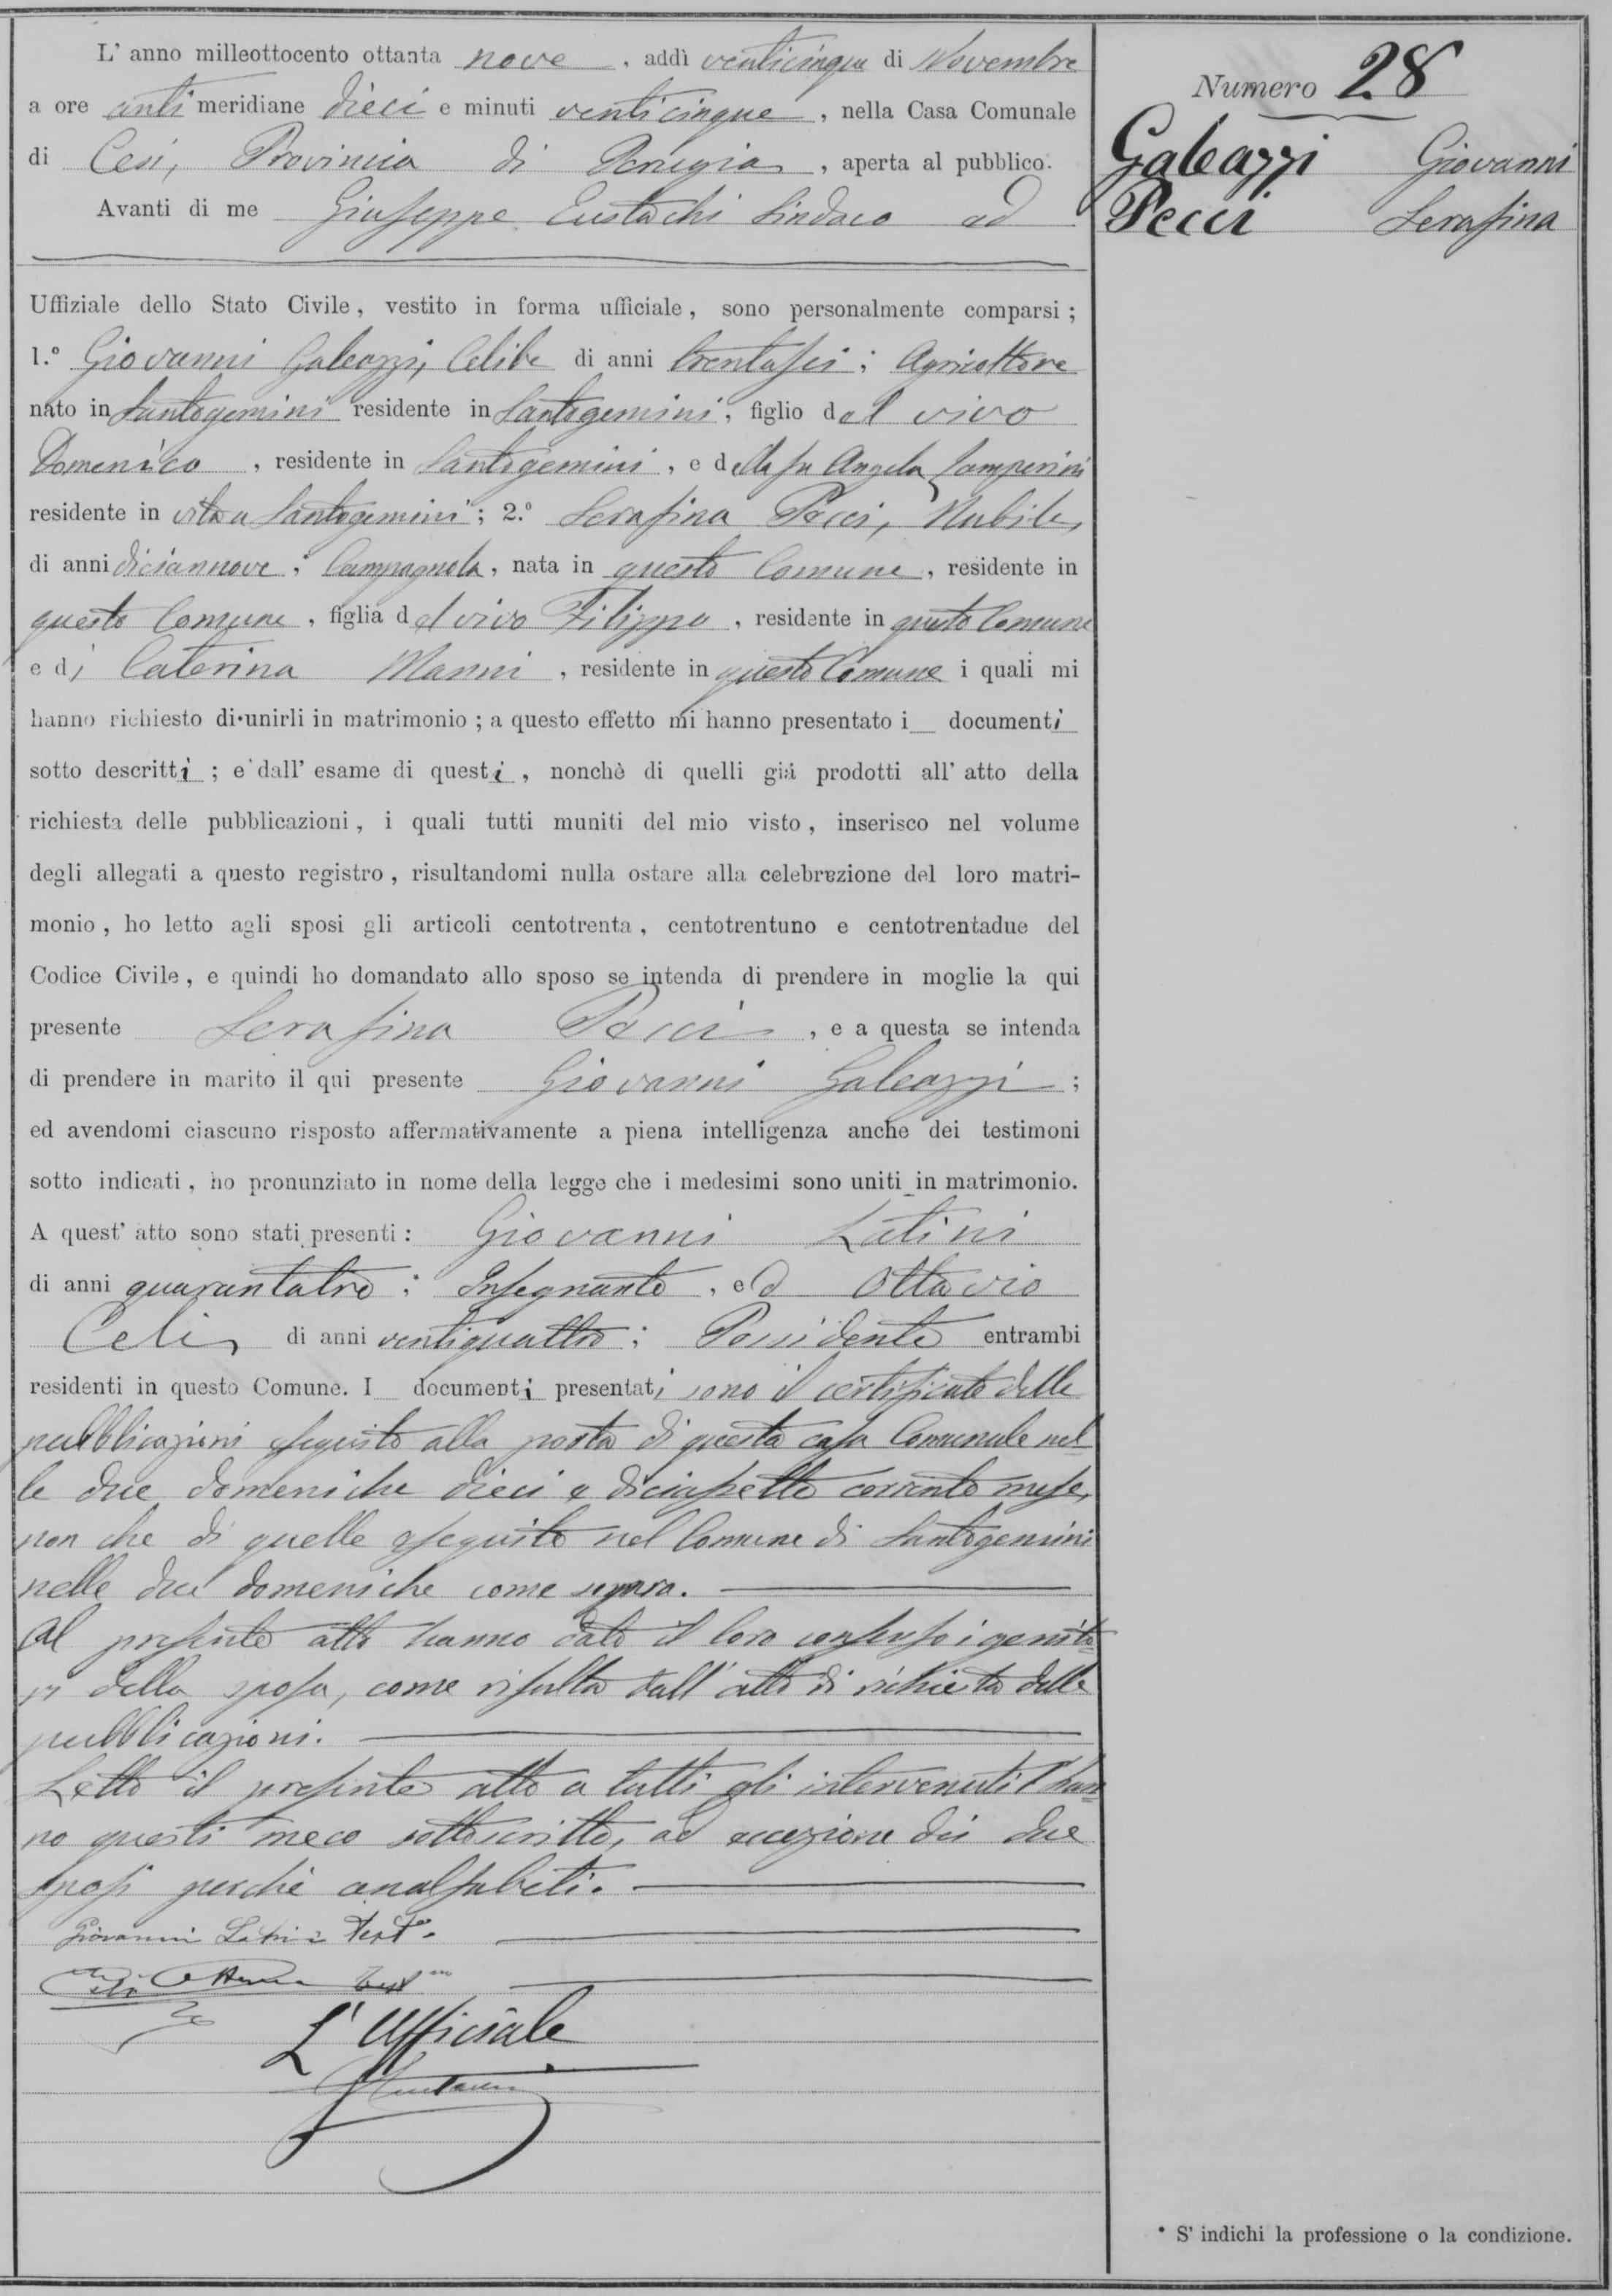 L' anno milleottocento ottanta nove, addì venticinque di Novembre
a ore anti meridiane dieci e minuti venticinque, nella Casa Comunale
di Cesi, Provincia di Perugia, aperta al pubblico.
Avanti di me Giuseppe Eustachi Sindaco ed
Uffiziale dello Stato Civile, vestito in forma ufficiale, sono personalmente comparsi;
1.° Giovanni Galeazzi, Celibe di anni trentasei; Agricoltore
nato in Santogemini residente in Santogemini, figlio del vivo
Domenico, residente in Santogemini, e della fu Angela Samperini
residente in vita a Santogemini; 2.° Serafina Pecci, Nubile,
di anni diciannove; Campagnola, nata in questo Comune, residente in
questo Comune, figlia del vivo Filippo, residente in questo Comune
e di Caterina Manni, residente in questo Comune i quali mi
hanno richiesto di unirli in matrimonio; a questo effetto mi hanno presentato i documenti
sotto descritti; e dall' esame di questi, nonchè di quelli già prodotti all' atto della
richiesta delle pubblicazioni, i quali tutti muniti del mio visto, inserisco nel volume
degli allegati a questo registro, risultandomi nulla ostare alla celebrazione del loro matri-
monio, ho letto agli sposi gli articoli centotrenta, centotrentuno e centotrentadue del
Codice Civile, e quindi ho domandato allo sposo se intenda di prendere in moglie la qui
presente Serafina Pecci, e a questa se intenda
di prendere in marito il qui presente Giovanni Galeazzi;
ed avendomi ciascuno risposto affermativamente a piena intelligenza anche dei testimoni
sotto indicati, ho pronunziato in nome della legge che i medesimi sono uniti in matrimonio.
A quest' atto sono stati presenti: Giovanni Latini
di anni quarantatre; Insegnante, ed Ottavio
Celi, di anni ventiquattro; Possidente entrambi
residenti in questo Comune. I documenti presentati sono il certificato delle
pubblicazioni eseguite alla porta di questa casa Comunale nel-
le due domeniche dieci e diciassette corrente mese,
non che di quelle eseguite nel Comune di Santogemini
nelle due domeniche come sopra.
Al presente atto hanno dato il loro consenso i genito-
ri della sposa, come risulta dall' atto di richiesta delle
pubblicazioni.
Letto il presente atto a tutti gli intervenuti l'han-
no questi meco sottoscritto, ad eccezione dei due
sposi perchè analfabeti.
Giovanni Latini Test.e
Celi Ottavio Test
L' Ufficiale
GEustachi
Numero 28
Galeazzi Giovanni
Pecci Serafina
* S' indichi la professione o la condizione.